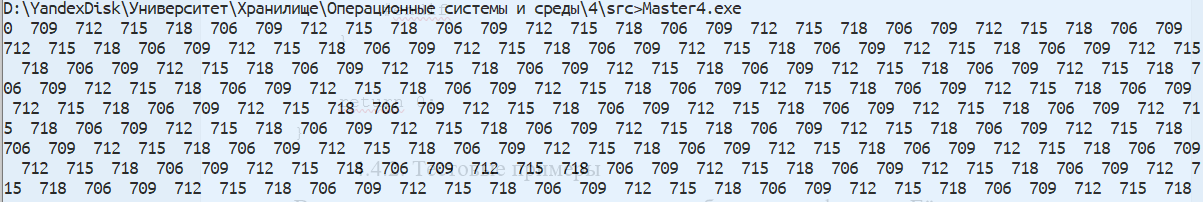 D:\YandexDisk\Университет\Хранилище\Операционные системы и среды\4\src>Master4.exe
0 709 712 715 718 706 709 712 715 718 706 709 712 715 718 706 709 712 715 718 706 709 712 715 718 706 709
712 715 718 706 709 712 715 718 706 709 712 715 718 706 709 712 715 718 706 709 712 715 718 706 709 712 715
718 706 709 712 715 718 706 709 712 715 718 706 709 712 715 718 706 709 712 715 718 706 709 712 715 718 7
06 709 712 715 718 706 709 712 715 718 706 709 712 715 718 706 709 712 715 718 706 709 712 715 718 706 709
712 715 718 706 709 712 715 718 706 709 712 715 718 706 709 712 715 718 706 709 712 715 718 706 709 712 71
5 718 706 709 712 715 718 706 709 712 715 718 706 709 712 715 718 706 709 712 715 718 706 709 712 715 718
706 709 712 715 718 706 709 712 715 718 706 709 712 715 718 706 709 712 715 718 706 709 712 715 718 706 709
712 715 718 706 709 712 715 718 706 709 712 715 718 706 709 712 715 718 706 709 712 715 718 706 709 712 7
Тестовые примеры
15 718 706 709 712 715 718 706 709 712 715 718 706 709 712 715 718 706 709 712 715 718 706 709 712 715 718